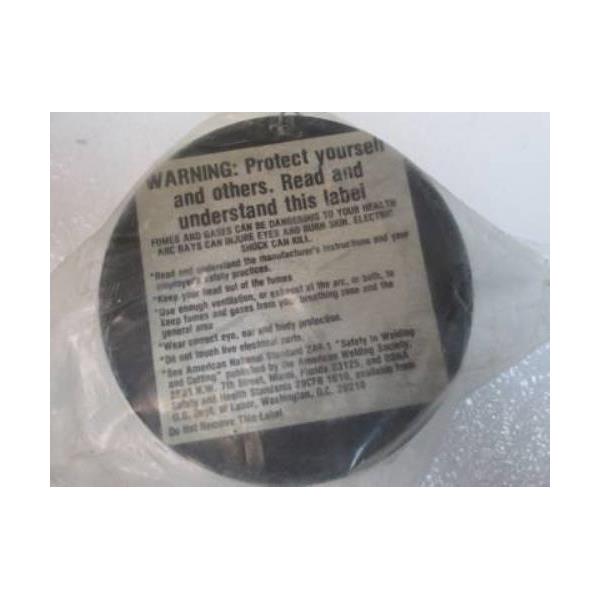 WARNING: Protect yourself
and others. Read and
understand this label
FUMES AND GASES CAN BE DANGEROUS TO YOUR HEALTH
ARC RAYS CAN INJURE EYES AND BURN SKIN. ELECTRIC
SHOCK CAN KILL.
*Read and understand the manufacturer's instructions and your
employer's safety practices.
*Keep your head out of the fumes
*Use enough ventilation, or exhaust at the arc, or both, to
keep fumes and gases from your breathing zone and the
general area
*Wear correct eye, ear and body protection.
*Do not touch live electrical parts.
*See American National Standard Z49.1 "Safety in Welding
and Cutting" published by the American Welding Society,
N.W. 7th Street, Miami, Florida 33125, and OSHA
Safety and Health Standards 29CFR 1910, available from
U.S. Dept. of Labor, Washington, D.C. 20210
Do Not Remove This Label